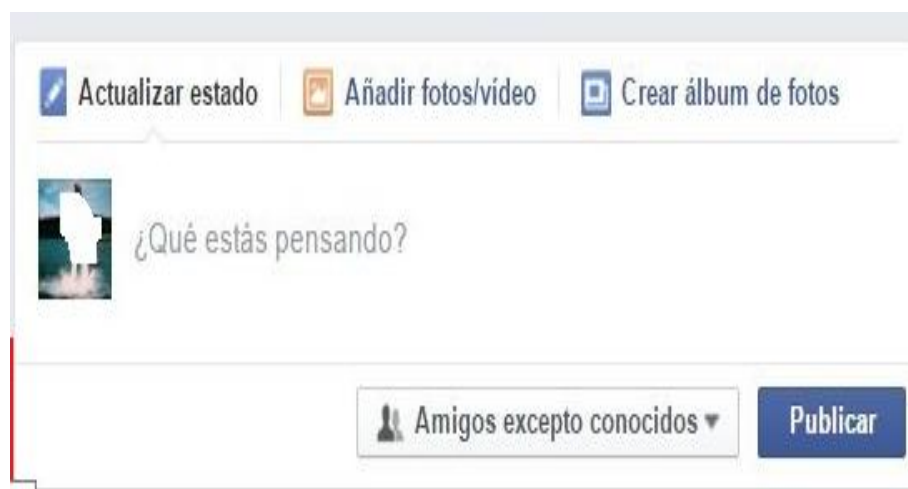 Actualizar estado Añadir fotos/vídeo Crear álbum de fotos
¿Qué estás pensando?
Amigos excepto conocidos Publicar